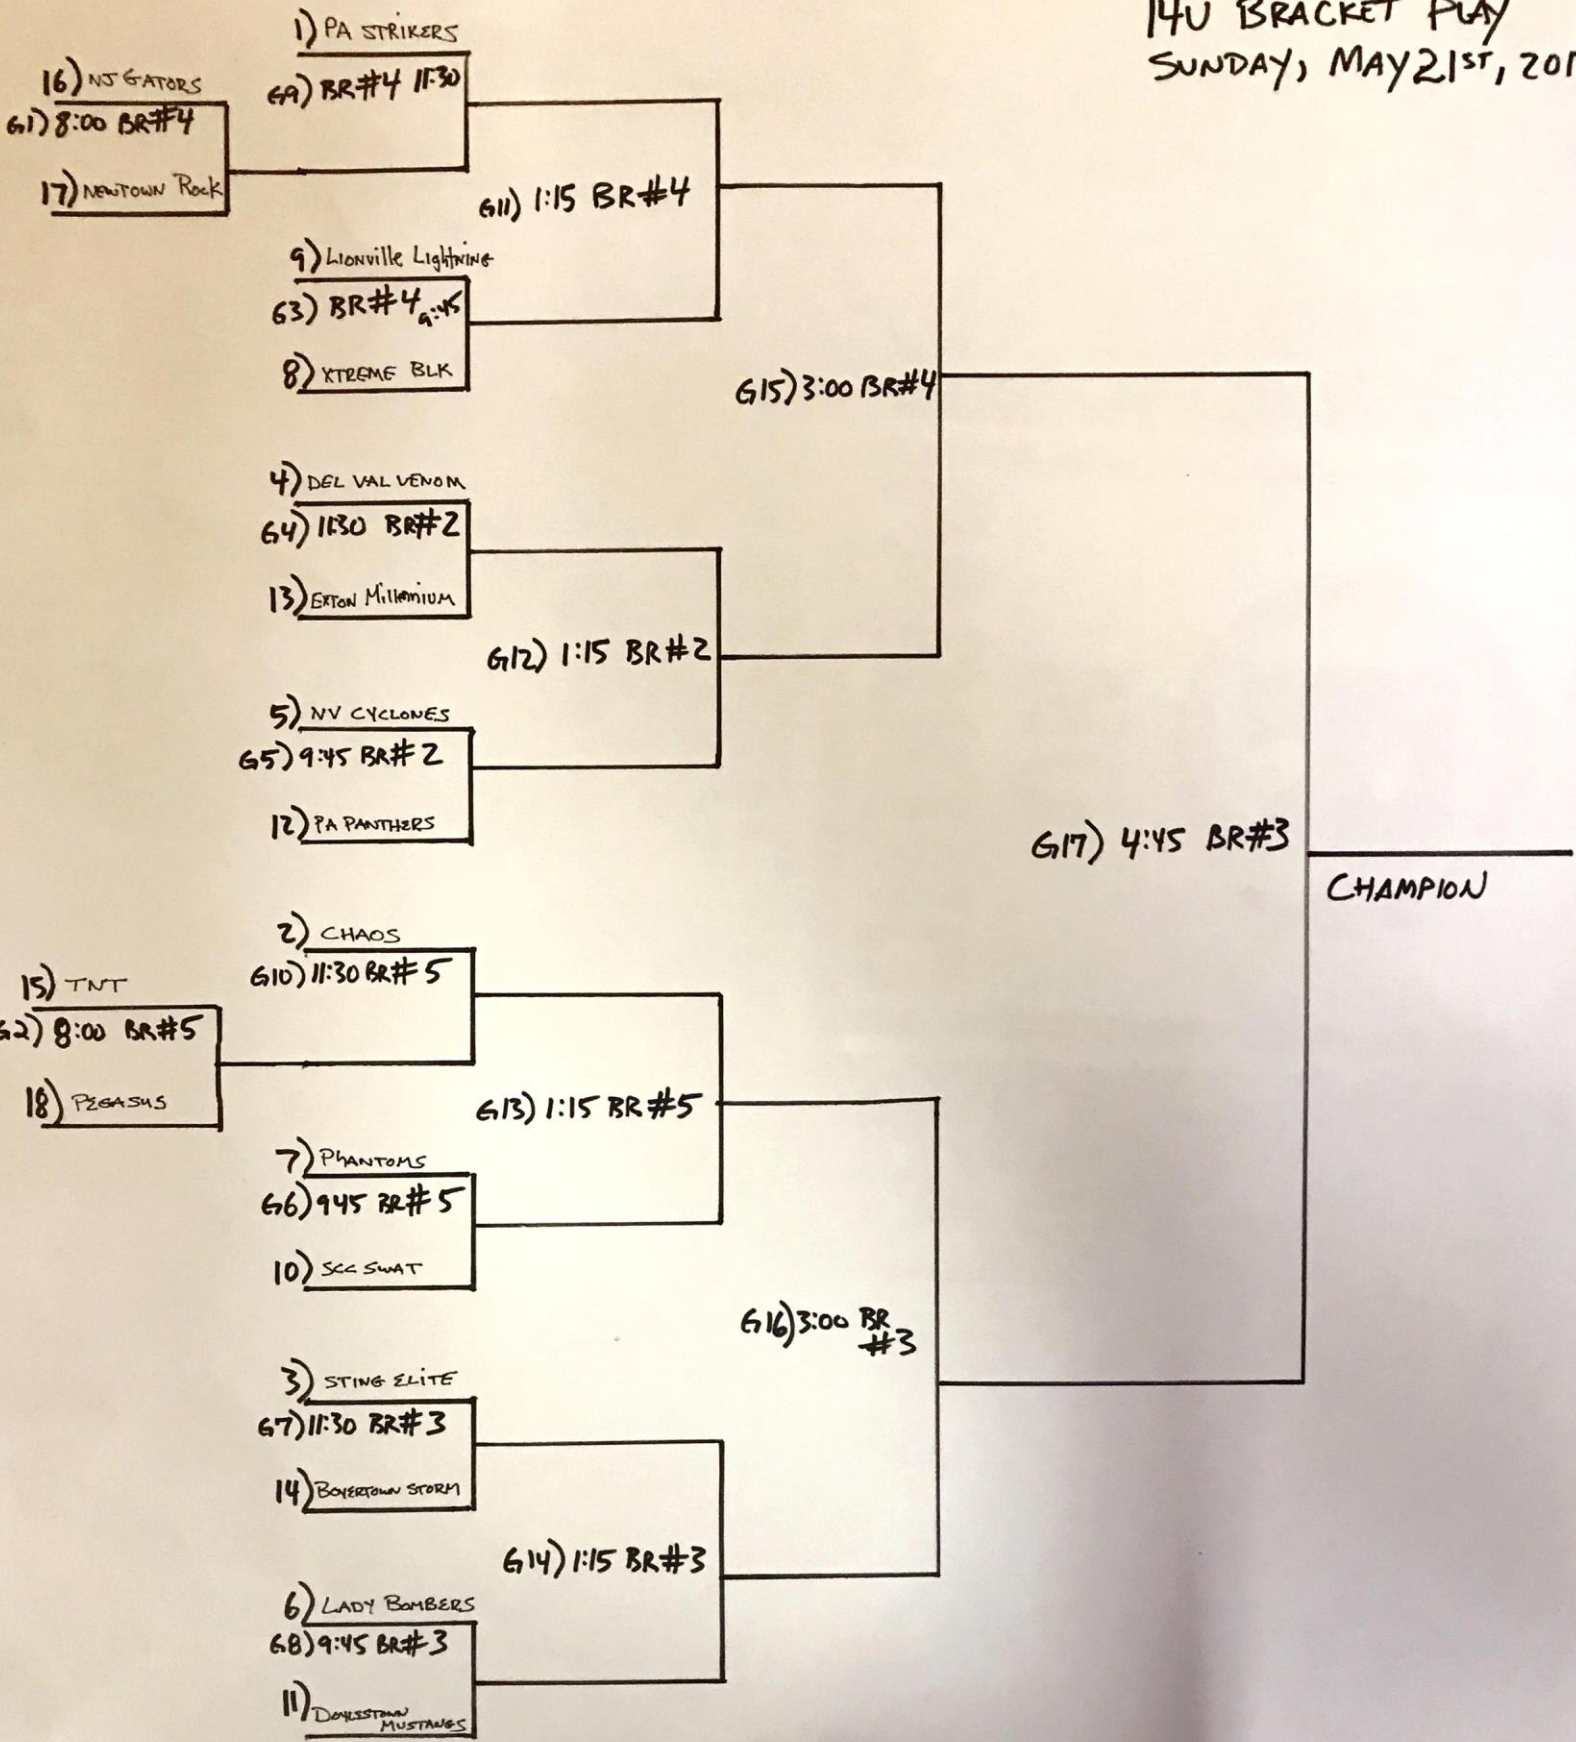 14U BRACKET PLAY
SUNDAY, MAY 21ST, 201
1) PA STRIKERS
G9) BR#4 11:30
16) NJ GATORS
G1) 8:00 BR#4
17) NEWTOWN Rock
G11) 1:15 BR#4
9) Lionville Lightning
G3) BR#4 9:45
8) XTREME BLK
G15) 3:00 BR#4
4) DEL VAL VENOM
G4) 11:30 BR#2
13) EXTON Millennium
G12) 1:15 BR#2
5) NV CYCLONES
G5) 9:45 BR#2
12) PA PANTHERS
G17) 4:45 BR#3
CHAMPION
2) CHAOS
G10) 11:30 BR#5
15) TNT
G2) 8:00 BR#5
18) PEGASUS
G13) 1:15 BR#5
7) PHANTOMS
G6) 945 BR#5
10) SCC SWAT
G16) 3:00 BR
#3
3) STING ELITE
G7) 11:30 BR#3
14) BOYERTOWN STORM
G14) 1:15 BR#3
6) LADY BOMBERS
G8) 9:45 BR#3
11) DOYLESTOWN
MUSTANGS